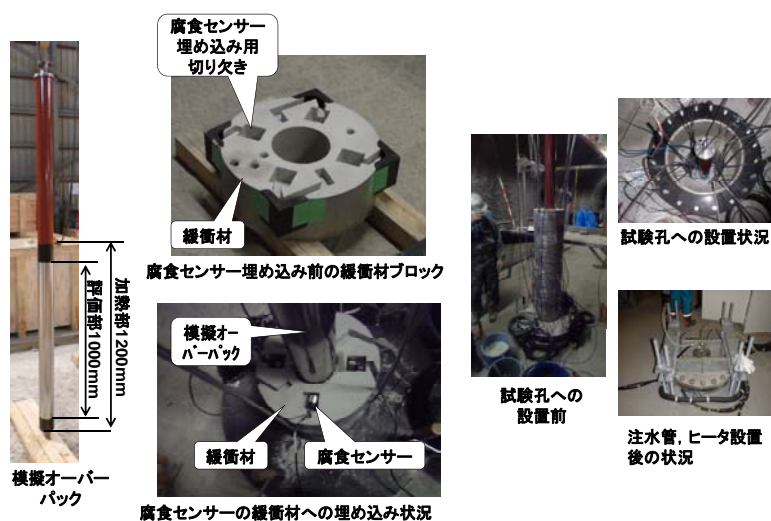 腐食センサー
埋め込み用
切り欠き
緩衝材
腐食センサー埋め込み前の緩衝材ブロック
加熱部1200mm
評価部1000mm
模擬オーバー
パック
模擬オー
バーパック
緩衝材
腐食センサー
腐食センサーの緩衝材への埋め込み状況
試験孔への
設置前
試験孔への設置状況
注水管，ヒータ設置
後の状況